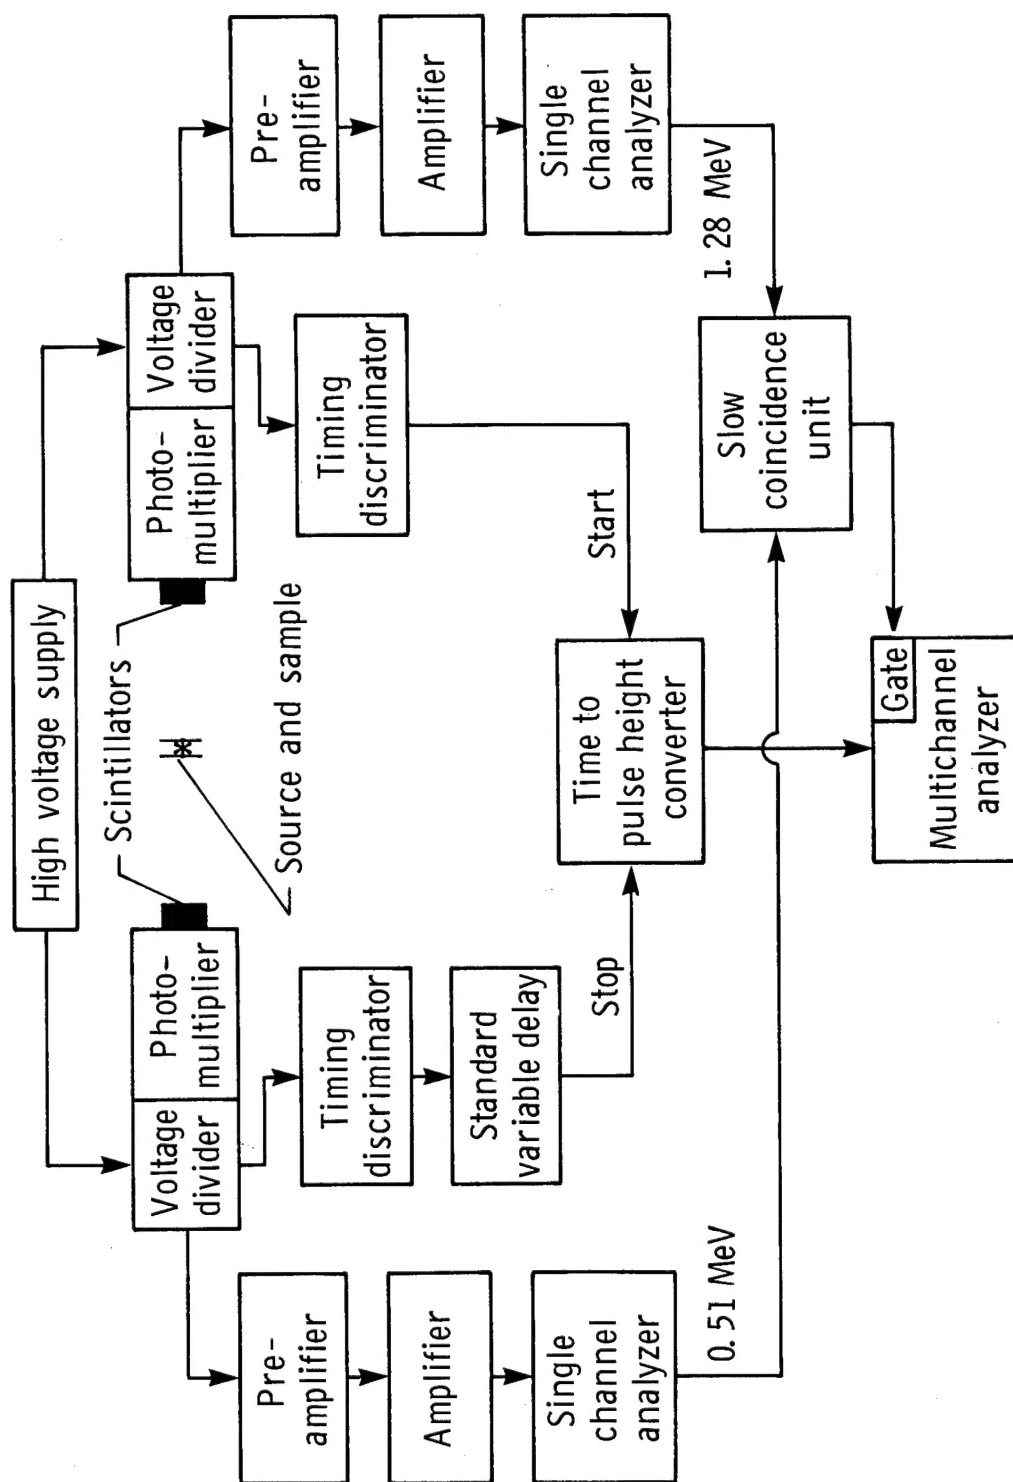 High voltage supply
Scintillators
Voltage
divider
Photo-
multiplier
Photo-
multiplier
Voltage
divider
Source and sample
Pre-
amplifier
Timing
discriminator
Timing
discriminator
Pre-
amplifier
Amplifier
Standard
variable delay
Amplifier
Single
channel
analyzer
Stop
Time to
pulse height
converter
Start
Single
channel
analyzer
0.51 MeV
1.28 MeV
Slow
coincidence
unit
Gate
Multichannel
analyzer